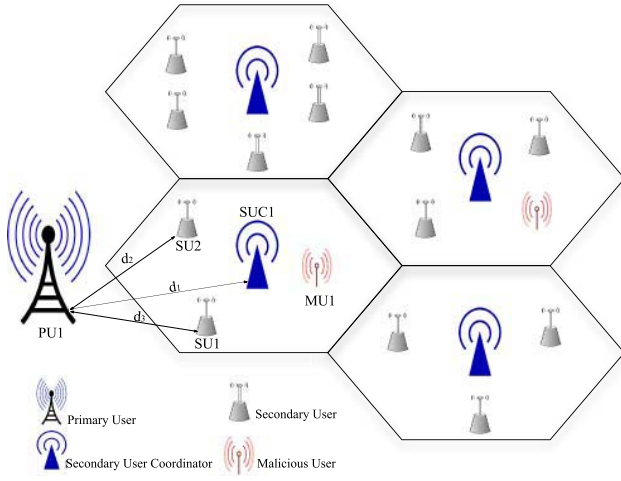 SUC1
SU2
d₂
d₁
MU1
d₃
PU1
SU1
Primary User
Secondary User
Secondary User Coordinator
Malicious User